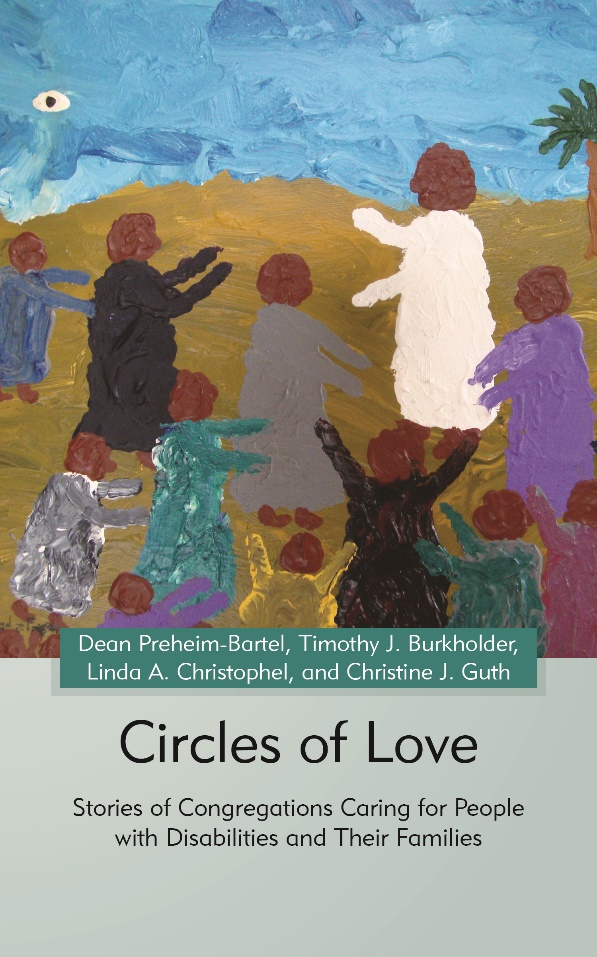 Dean Preheim-Bartel, Timothy J. Burkholder,
Linda A. Christophel, and Christine J. Guth
Circles of Love
Stories of Congregations Caring for People
with Disabilities and Their Families